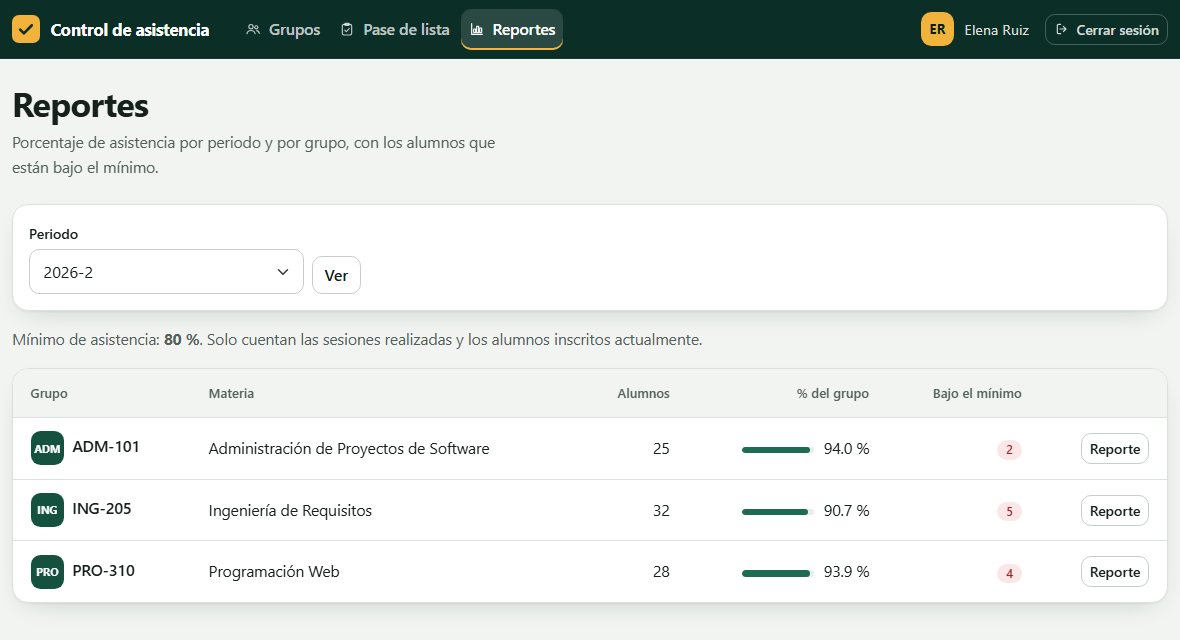 Control de asistencia
Grupos
Pase de lista
Reportes
ER
Elena Ruiz
Cerrar sesión
Reportes
Porcentaje de asistencia por periodo y por grupo, con los alumnos que
están bajo el mínimo.
Periodo
2026-2
Ver
Mínimo de asistencia: 80 %. Solo cuentan las sesiones realizadas y los alumnos inscritos actualmente.
Grupo Materia Alumnos % del grupo Bajo el mínimo
ADM ADM-101 Administración de Proyectos de Software 25 94.0 % 2 Reporte
ING ING-205 Ingeniería de Requisitos 32 90.7 % 5 Reporte
PRO PRO-310 Programación Web 28 93.9 % 4 Reporte